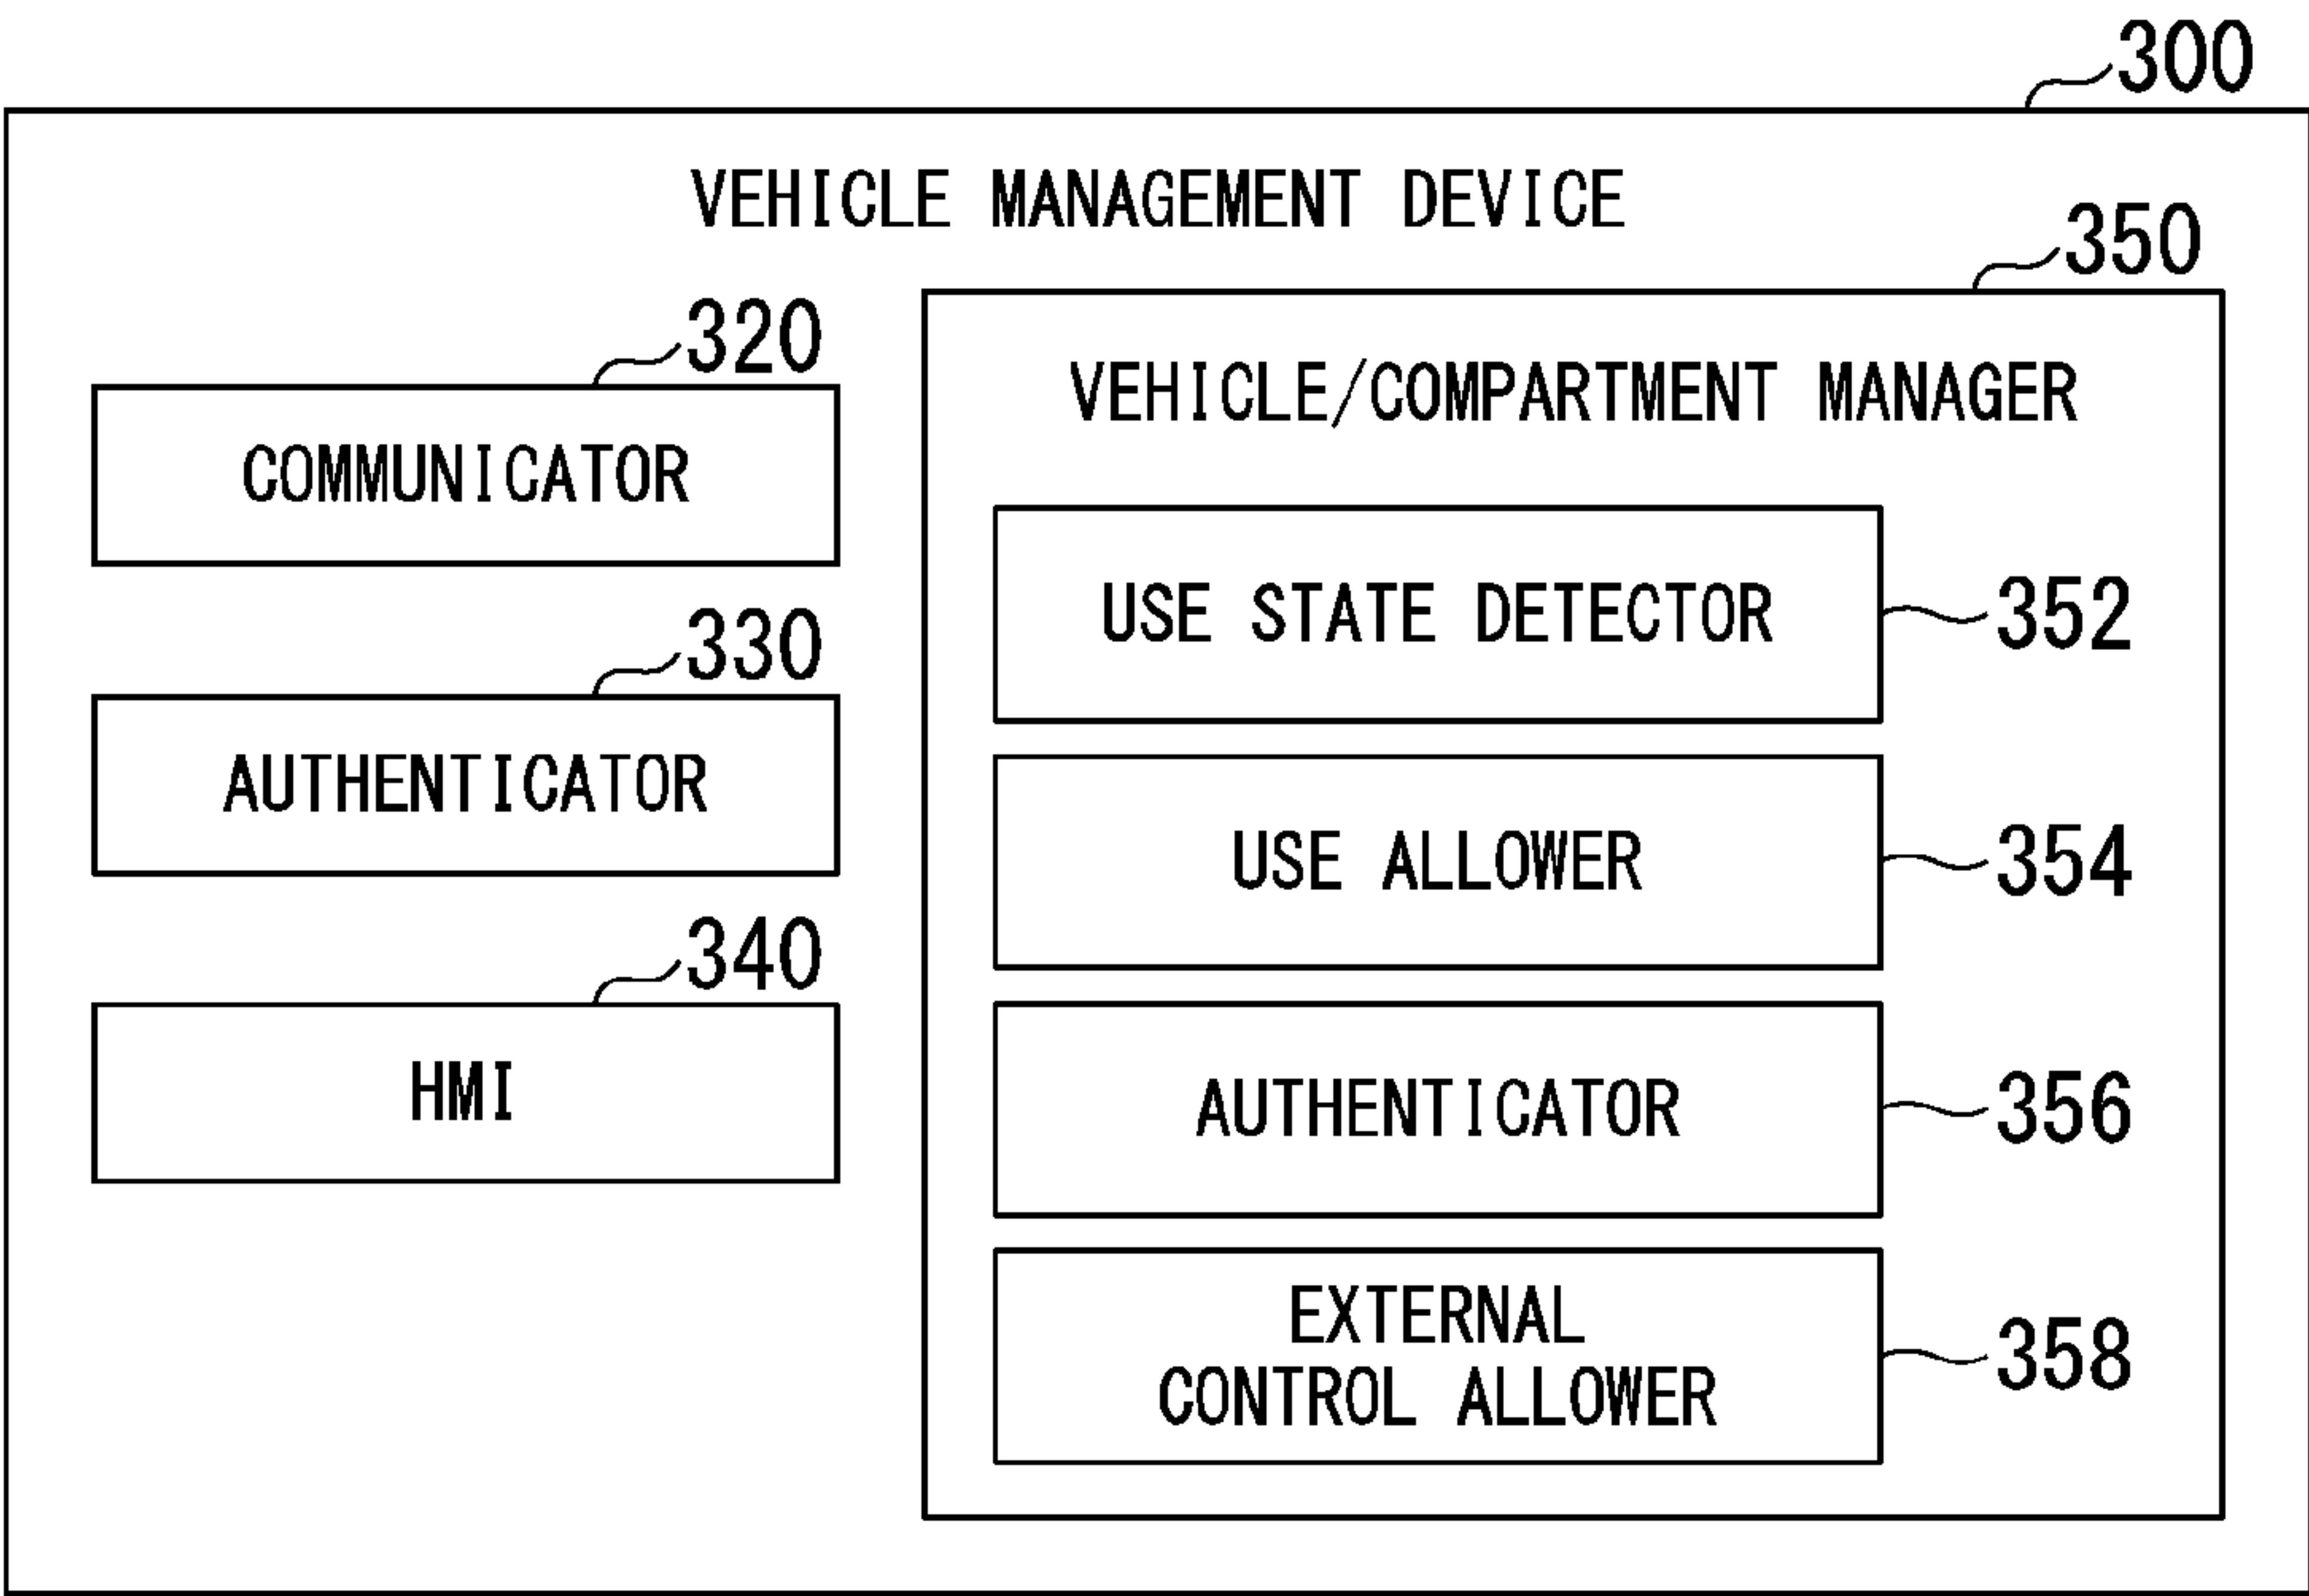 300
VEHICLE MANAGEMENT DEVICE
320
COMMUNICATOR
330
AUTHENTICATOR
340
HMI
350
VEHICLE/COMPARTMENT MANAGER
USE STATE DETECTOR
352
USE ALLOWER
354
AUTHENTICATOR
356
EXTERNAL
CONTROL ALLOWER
358